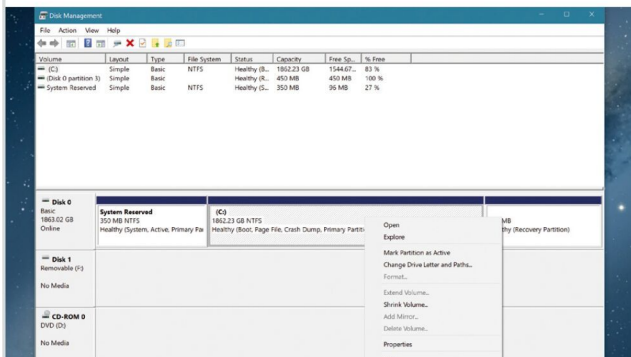 Disk Management
File Action View Help
Volume Layout Type File System Status Capacity Free Sp... % Free
(C:) Simple Basic NTFS Healthy (B... 1862.23 GB 1544.67... 83 %
(Disk 0 partition 3) Simple Basic Healthy (R... 450 MB 450 MB 100 %
System Reserved Simple Basic NTFS Healthy (S... 350 MB 96 MB 27 %
Disk 0
Basic
1863.02 GB
Online
System Reserved
350 MB NTFS
Healthy (System, Active, Primary Par
(C:)
1862.23 GB NTFS
Healthy (Boot, Page File, Crash Dump, Primary Partiti
MB
thy (Recovery Partition)
Open
Explore
Mark Partition as Active
Change Drive Letter and Paths...
Format...
Extend Volume...
Shrink Volume...
Add Mirror...
Delete Volume...
Properties
Disk 1
Removable (F:)
No Media
CD-ROM 0
DVD (D:)
No Media